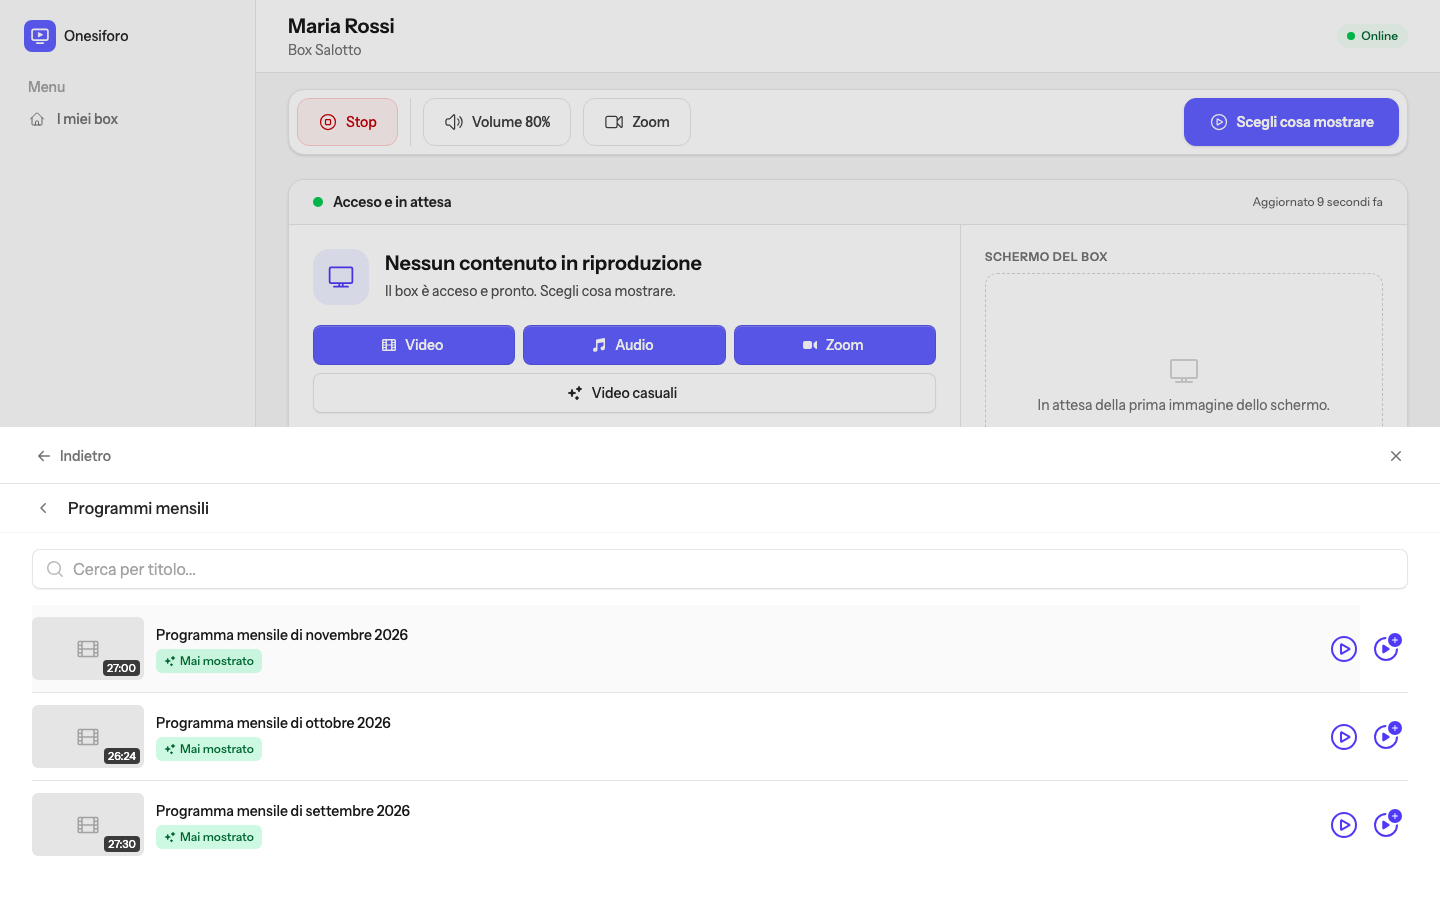 Onesiforo
Menu
I miei box
Maria Rossi
Box Salotto
Online
Stop
Volume 80%
Zoom
Scegli cosa mostrare
Acceso e in attesa
Aggiornato 9 secondi fa
Nessun contenuto in riproduzione
Il box è acceso e pronto. Scegli cosa mostrare.
Video
Audio
Zoom
Video casuali
SCHERMO DEL BOX
In attesa della prima immagine dello schermo.
Indietro
Programmi mensili
Cerca per titolo...
27:00
Programma mensile di novembre 2026
Mai mostrato
26:24
Programma mensile di ottobre 2026
Mai mostrato
27:30
Programma mensile di settembre 2026
Mai mostrato